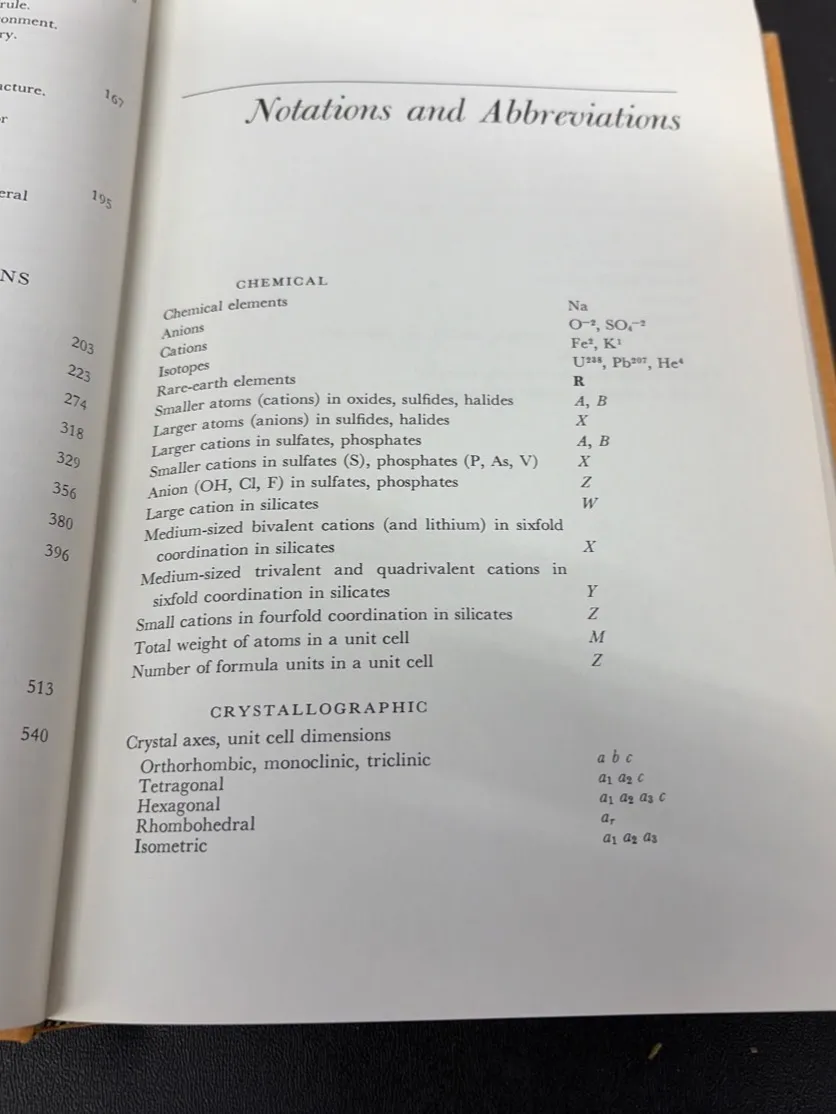 rule.
onment.
ry.
acture.
167
or
eral
195
NS
203
223
274
318
329
356
380
396
513
540
Notations and Abbreviations
CHEMICAL
Chemical elements Na
Anions O⁻², SO₄⁻²
Cations Fe², K¹
Isotopes U²³⁸, Pb²⁰⁷, He⁴
Rare-earth elements R
Smaller atoms (cations) in oxides, sulfides, halides A, B
Larger atoms (anions) in sulfides, halides X
Larger cations in sulfates, phosphates A, B
Smaller cations in sulfates (S), phosphates (P, As, V) X
Anion (OH, Cl, F) in sulfates, phosphates Z
Large cation in silicates W
Medium-sized bivalent cations (and lithium) in sixfold
coordination in silicates X
Medium-sized trivalent and quadrivalent cations in
sixfold coordination in silicates Y
Small cations in fourfold coordination in silicates Z
Total weight of atoms in a unit cell M
Number of formula units in a unit cell Z
CRYSTALLOGRAPHIC
Crystal axes, unit cell dimensions
Orthorhombic, monoclinic, triclinic a b c
Tetragonal a₁ a₂ c
Hexagonal a₁ a₂ a₃ c
Rhombohedral aᵣ
Isometric a₁ a₂ a₃